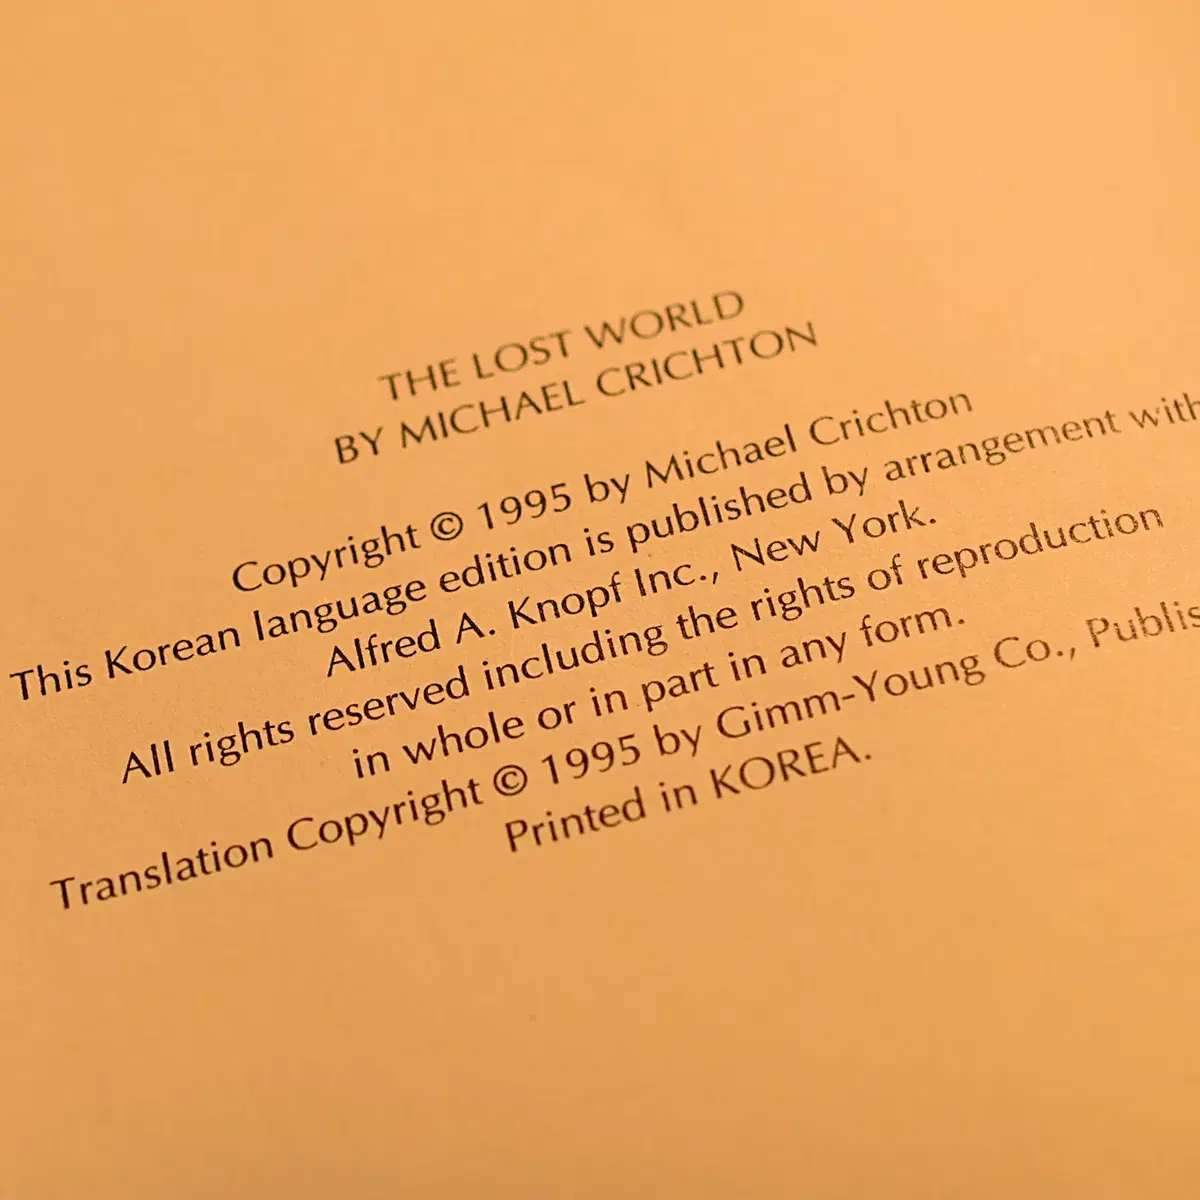 THE LOST WORLD
BY MICHAEL CRICHTON
Copyright © 1995 by Michael Crichton
This Korean language edition is published by arrangement with
Alfred A. Knopf Inc., New York.
All rights reserved including the rights of reproduction
in whole or in part in any form.
Translation Copyright © 1995 by Gimm-Young Co., Publis
Printed in KOREA.